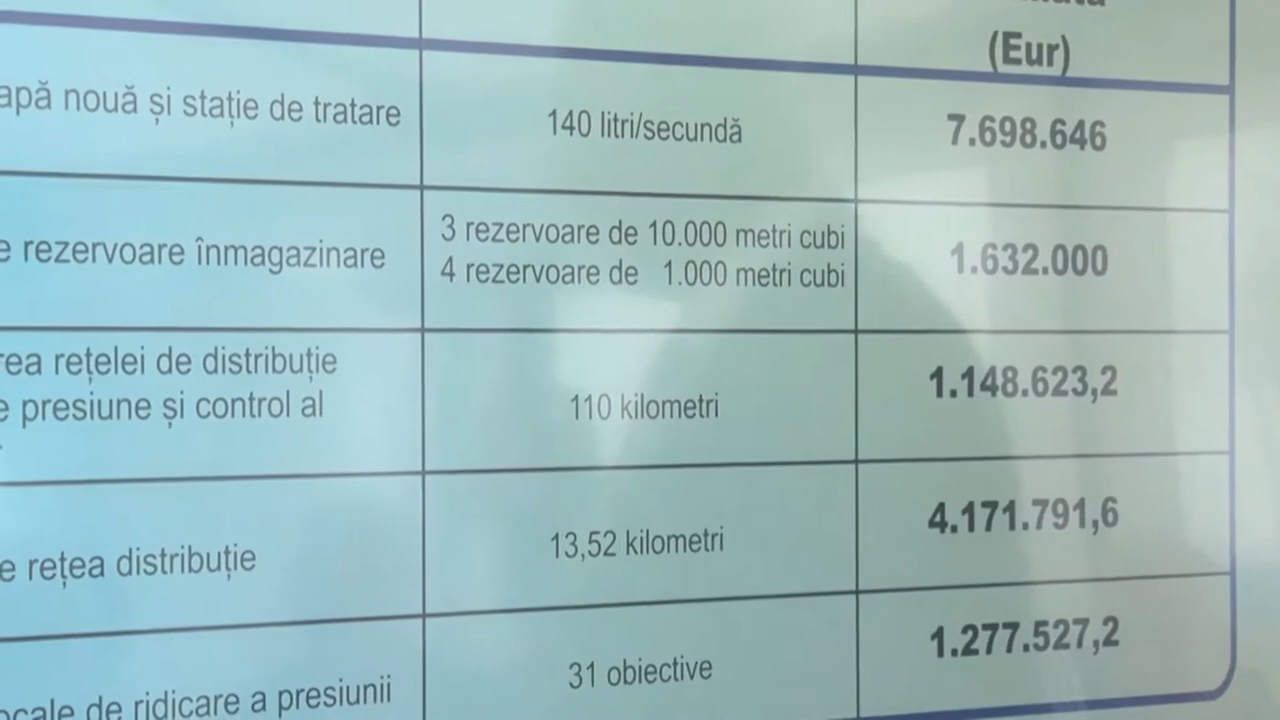 (Eur)
apă nouă și stație de tratare
140 litri/secundă
7.698.646
e rezervoare înmagazinare
3 rezervoare de 10.000 metri cubi
4 rezervoare de 1.000 metri cubi
1.632.000
rea rețelei de distribuție
e presiune și control al
110 kilometri
1.148.623,2
e rețea distribuție
13,52 kilometri
4.171.791,6
ocale de ridicare a presiunii
31 obiective
1.277.527,2